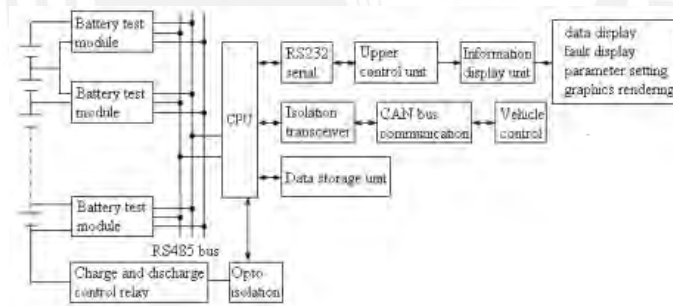 Battery test
module
Battery test
module
Battery test
module
RS485 bus
Charge and discharge
control relay
Opto
isolation
CPU
RS232
serial
Upper
control unit
Information
display unit
data display
fault display
parameter setting
graphics rendering
Isolation
transceiver
CAN bus
communication
Vehicle
control
Data storage unit